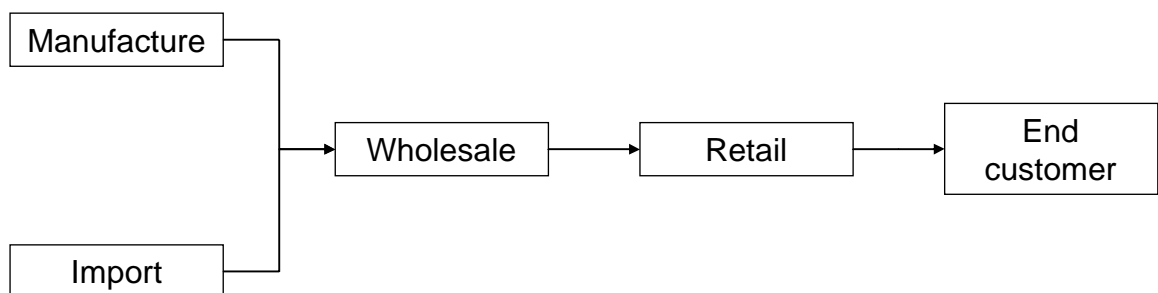 Manufacture
Wholesale
Retail
End
customer
Import